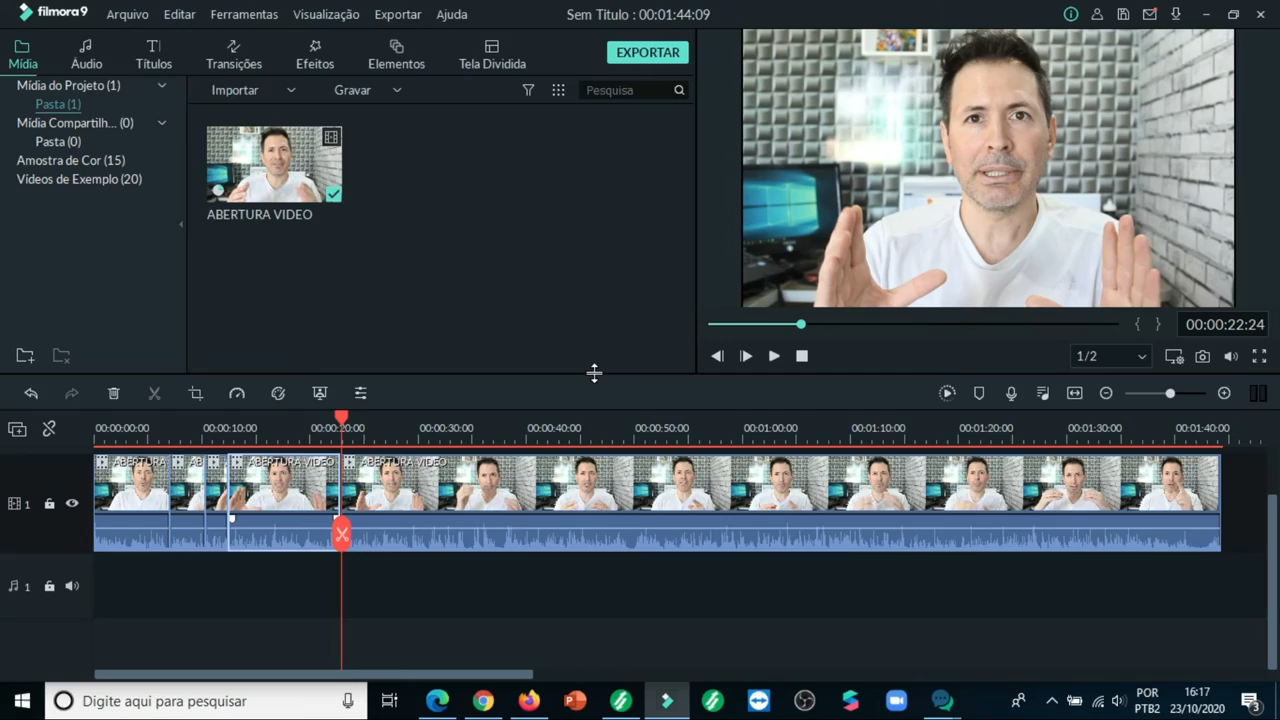 filmora9 Arquivo Editar Ferramentas Visualização Exportar Ajuda Sem Titulo : 00:01:44:09
Mídia Áudio Títulos Transições Efeitos Elementos Tela Dividida EXPORTAR
Mídia do Projeto (1)
Pasta (1)
Mídia Compartilh... (0)
Pasta (0)
Amostra de Cor (15)
Vídeos de Exemplo (20)
Importar Gravar Pesquisa
ABERTURA VIDEO
00:00:22:24
1/2
00:00:00:00 00:00:10:00 00:00:20:00 00:00:30:00 00:00:40:00 00:00:50:00 00:01:00:00 00:01:10:00 00:01:20:00 00:01:30:00 00:01:40:00
ABERTURA AB ABERTURA VIDEO ABERTURA VIDEO
1
1
Digite aqui para pesquisar
POR
PTB2
16:17
23/10/2020
3